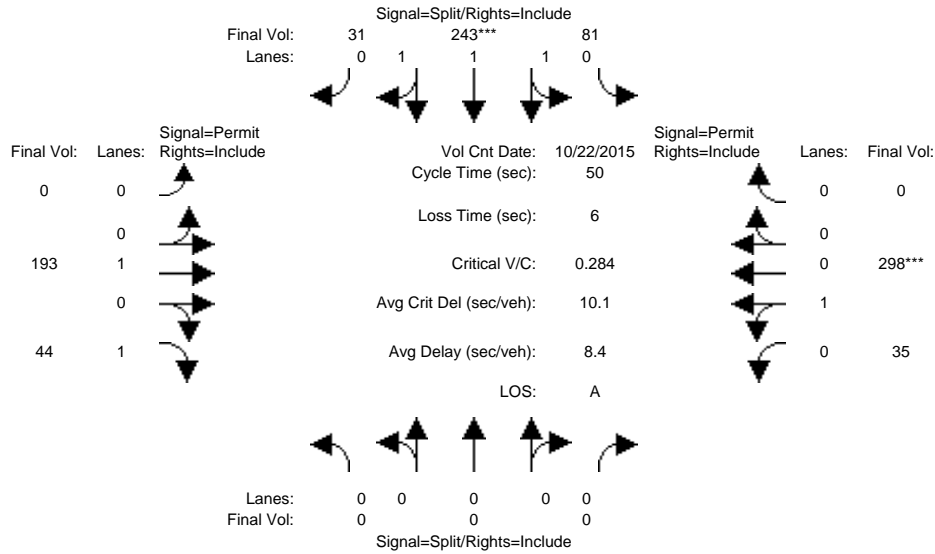 Signal=Split/Rights=Include
Final Vol: 31 243*** 81
Lanes: 0 1 1 1 0
Signal=Permit Signal=Permit
Final Vol: Lanes: Rights=Include Vol Cnt Date: 10/22/2015 Rights=Include Lanes: Final Vol:
Cycle Time (sec): 50
0 0 0 0
Loss Time (sec): 6
0 0
193 1 Critical V/C: 0.284 0 298***
0 Avg Crit Del (sec/veh): 10.1 1
44 1 Avg Delay (sec/veh): 8.4 0 35
LOS: A
Lanes: 0 0 0 0 0
Final Vol: 0 0 0
Signal=Split/Rights=Include